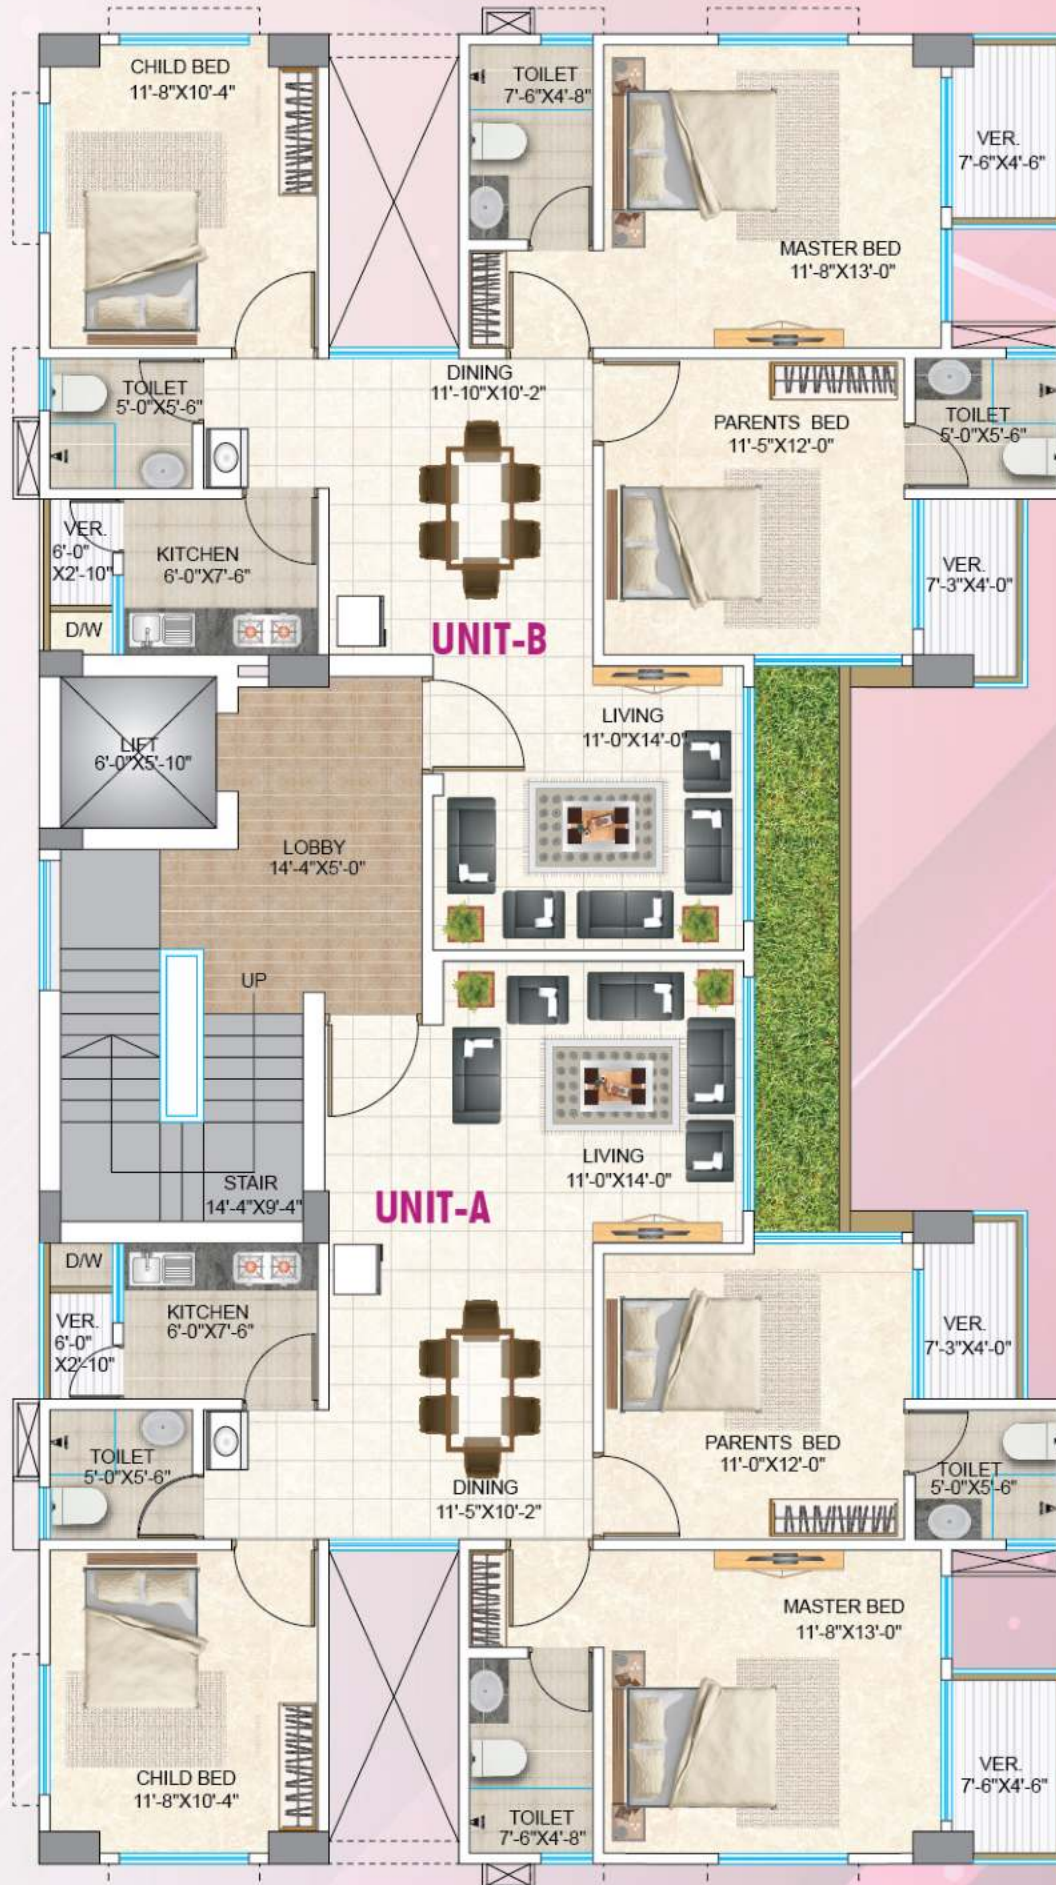 CHILD BED
11'-8"X10'-4"
TOILET
7'-6"X4'-8"
VER.
7'-6"X4'-6"
MASTER BED
11'-8"X13'-0"
TOILET
5'-0"X5'-6"
DINING
11'-10"X10'-2"
PARENTS BED
11'-5"X12'-0"
TOILET
5'-0"X5'-6"
VER.
6'-0"
X2'-10"
KITCHEN
6'-0"X7'-6"
VER.
7'-3"X4'-0"
D/W
UNIT-B
LIFT
6'-0"X5'-10"
LIVING
11'-0"X14'-0"
LOBBY
14'-4"X5'-0"
UP
LIVING
11'-0"X14'-0"
STAIR
14'-4"X9'-4"
UNIT-A
D/W
VER.
6'-0"
X2'-10"
KITCHEN
6'-0"X7'-6"
VER.
7'-3"X4'-0"
TOILET
5'-0"X5'-6"
DINING
11'-5"X10'-2"
PARENTS BED
11'-0"X12'-0"
TOILET
5'-0"X5'-6"
MASTER BED
11'-8"X13'-0"
CHILD BED
11'-8"X10'-4"
TOILET
7'-6"X4'-8"
VER.
7'-6"X4'-6"